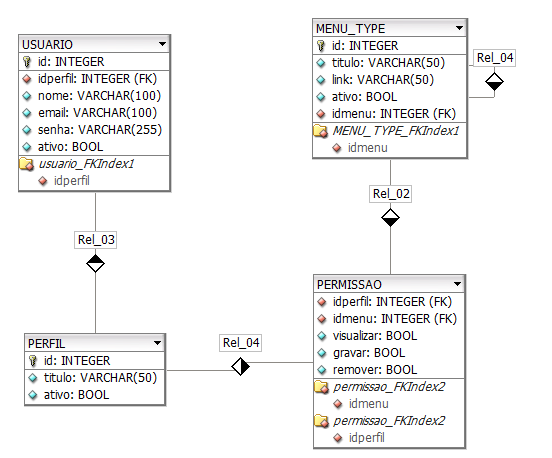 USUARIO
id: INTEGER
idperfil: INTEGER (FK)
nome: VARCHAR(100)
email: VARCHAR(100)
senha: VARCHAR(255)
ativo: BOOL
usuario_FKIndex1
idperfil
MENU_TYPE
id: INTEGER
titulo: VARCHAR(50)
link: VARCHAR(50)
ativo: BOOL
idmenu: INTEGER (FK)
MENU_TYPE_FKIndex1
idmenu
Rel_04
Rel_02
Rel_03
PERFIL
id: INTEGER
titulo: VARCHAR(50)
ativo: BOOL
Rel_04
PERMISSAO
idperfil: INTEGER (FK)
idmenu: INTEGER (FK)
visualizar: BOOL
gravar: BOOL
remover: BOOL
permissao_FKIndex2
idmenu
permissao_FKIndex2
idperfil